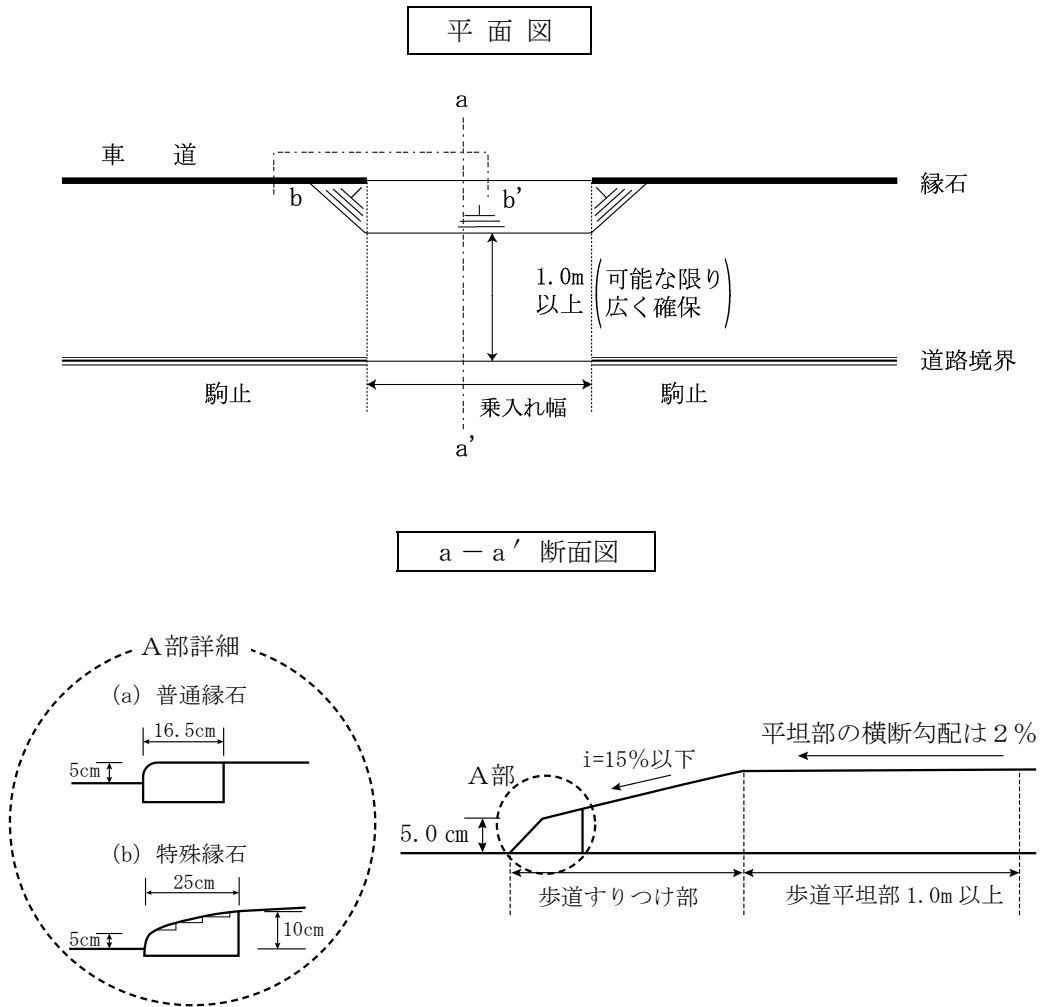 平 面 図
a
車 道
縁石
b
b'
1.0m
以上
(可能な限り
広く確保)
道路境界
駒止
駒止
乗入れ幅
a'
a － a′ 断面図
A部詳細
(a) 普通縁石
16.5cm
5cm
(b) 特殊縁石
25cm
5cm
10cm
平坦部の横断勾配は２％
i=15%以下
A部
5.0 cm
歩道すりつけ部
歩道平坦部 1.0m 以上